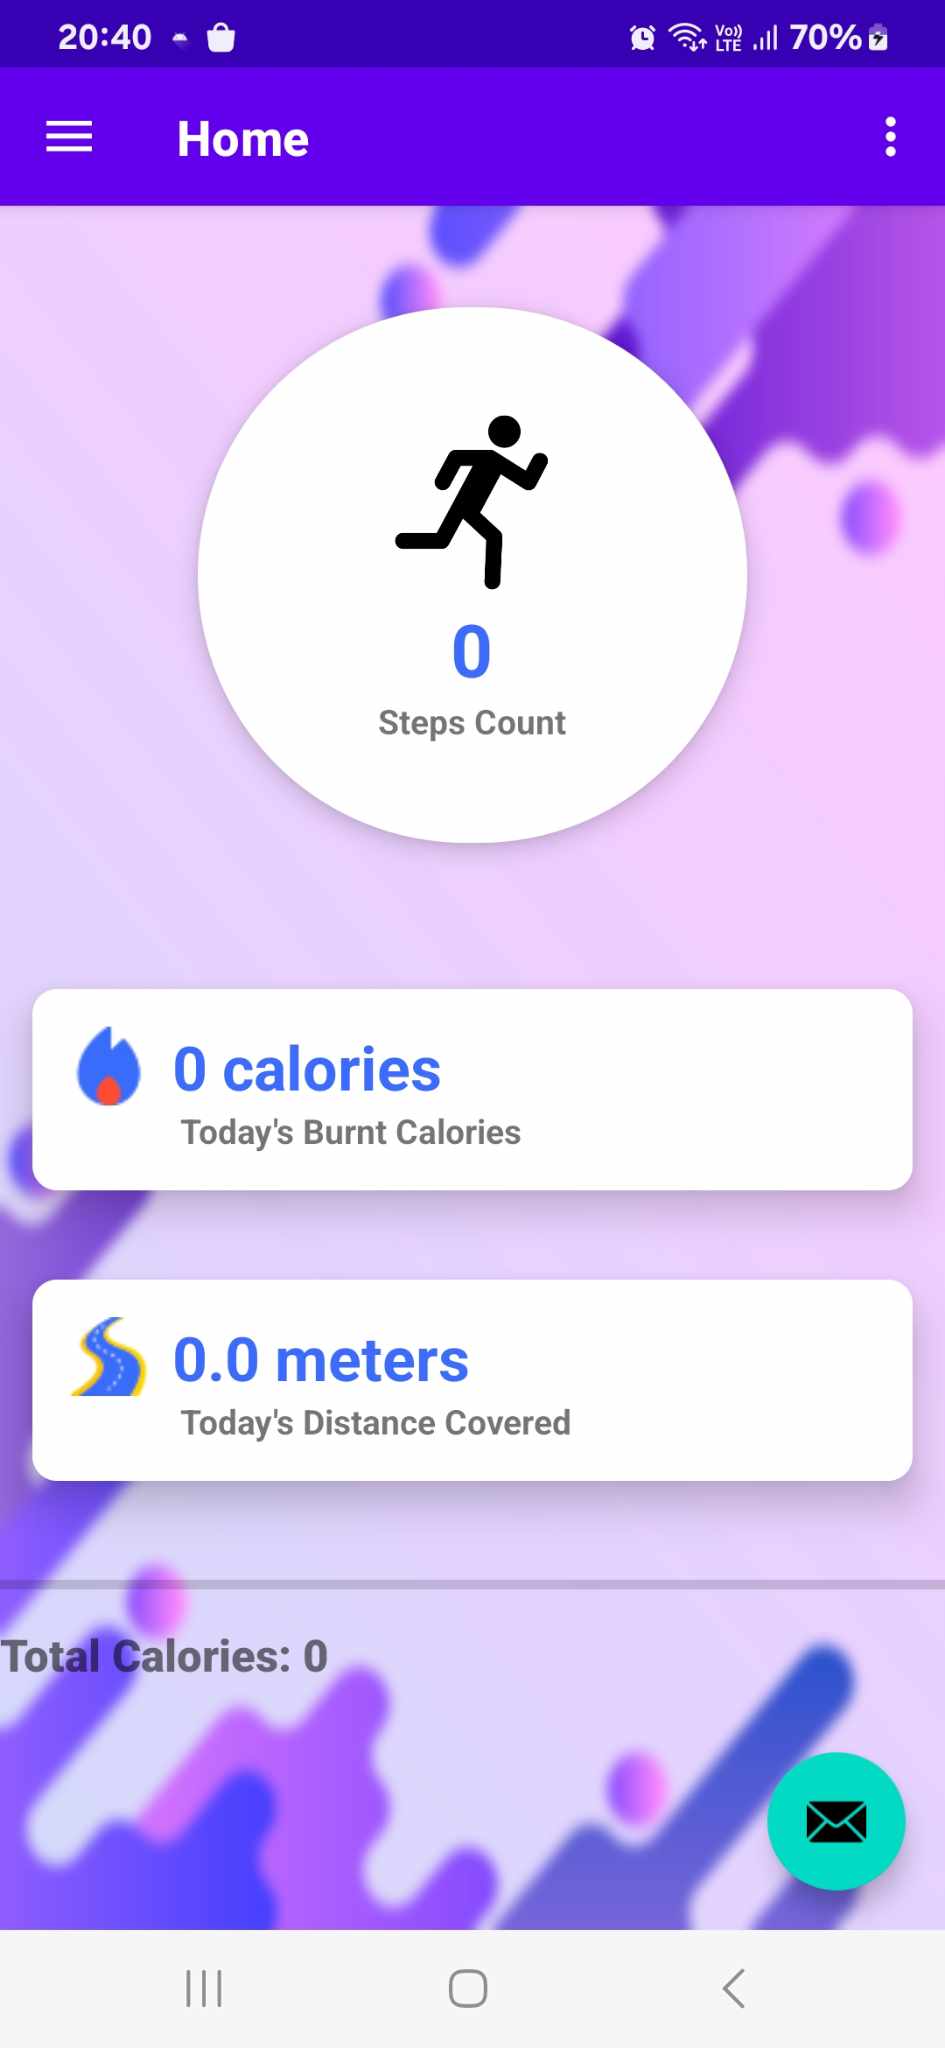 20:40 Vo)) LTE 70%
Home
0
Steps Count
0 calories
Today's Burnt Calories
0.0 meters
Today's Distance Covered
Total Calories: 0